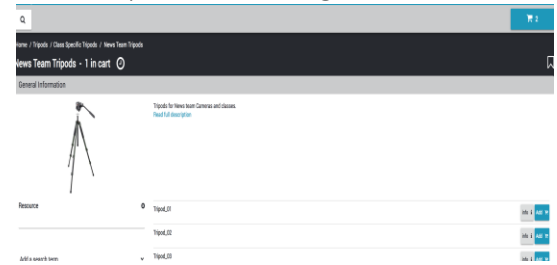 Home / Tripods / Class Specific Tripods / News Team Tripods
News Team Tripods - 1 in cart
General Information
Tripods for News team Cameras and classes.
Read full description
Resource
Tripod_01
Info Add
Tripod_02
Info Add
Add a search term
Tripod_03
Info Add